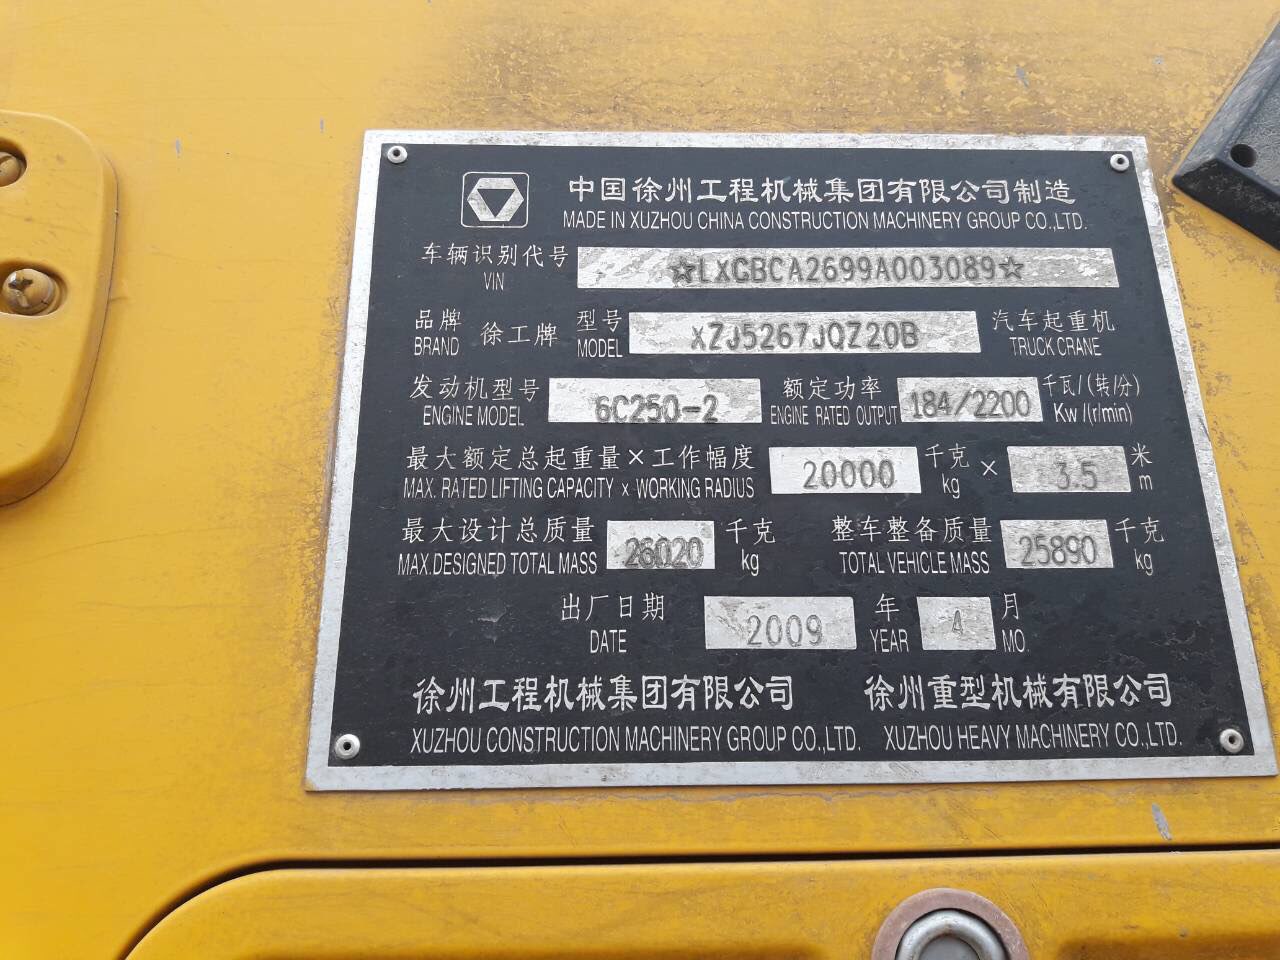 中国徐州工程机械集团有限公司制造
MADE IN XUZHOU CHINA CONSTRUCTION MACHINERY GROUP CO.,LTD.
车辆识别代号 ☆LXGBCA2699A003089☆
VIN
品牌 徐工牌 型号 XZJ5267JQZ20B 汽车起重机
BRAND MODEL TRUCK CRANE
发动机型号 6C250-2 额定功率 184/2200 千瓦/(转/分)
ENGINE MODEL ENGINE RATED OUTPUT Kw/(r/min)
最大额定总起重量×工作幅度 20000 千克 × 3.5 米
MAX. RATED LIFTING CAPACITY × WORKING RADIUS kg m
最大设计总质量 26020 千克 整车整备质量 25890 千克
MAX.DESIGNED TOTAL MASS kg TOTAL VEHICLE MASS kg
出厂日期 2009 年 4 月
DATE YEAR MO.
徐州工程机械集团有限公司 徐州重型机械有限公司
XUZHOU CONSTRUCTION MACHINERY GROUP CO.,LTD. XUZHOU HEAVY MACHINERY CO.,LTD.